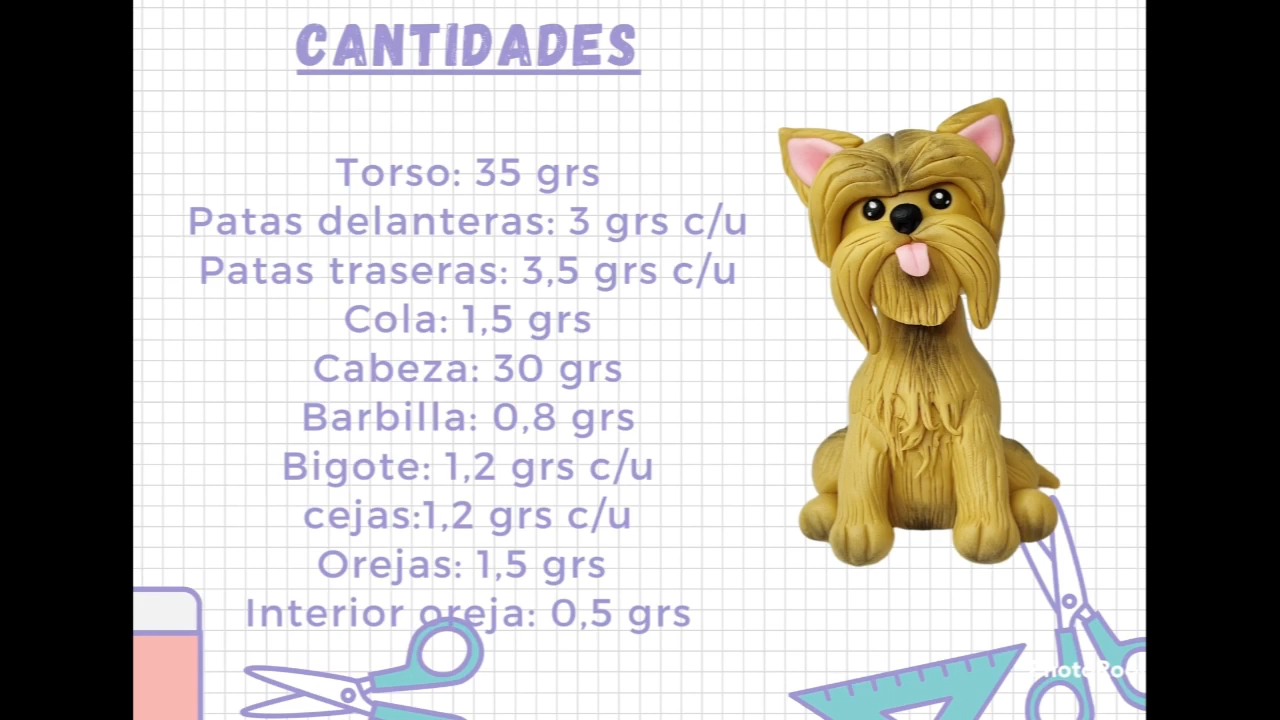 CANTIDADES
Torso: 35 grs
Patas delanteras: 3 grs c/u
Patas traseras: 3,5 grs c/u
Cola: 1,5 grs
Cabeza: 30 grs
Barbilla: 0,8 grs
Bigote: 1,2 grs c/u
cejas:1,2 grs c/u
Orejas: 1,5 grs
Interior oreja: 0,5 grs